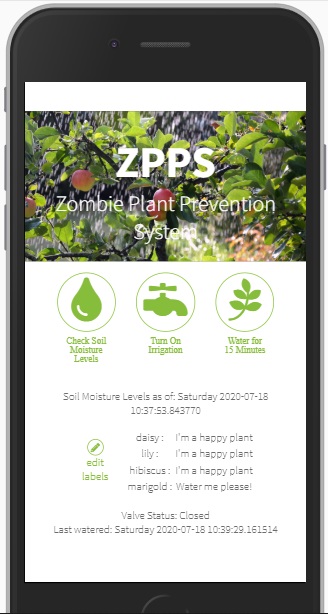 ZPPS
Zombie Plant Prevention
System
Check Soil
Moisture
Levels
Turn On
Irrigation
Water for
15 Minutes
Soil Moisture Levels as of: Saturday 2020-07-18
10:37:53.843770
edit
labels
daisy : I'm a happy plant
lily : I'm a happy plant
hibiscus : I'm a happy plant
marigold : Water me please!
Valve Status: Closed
Last watered: Saturday 2020-07-18 10:39:29.161514